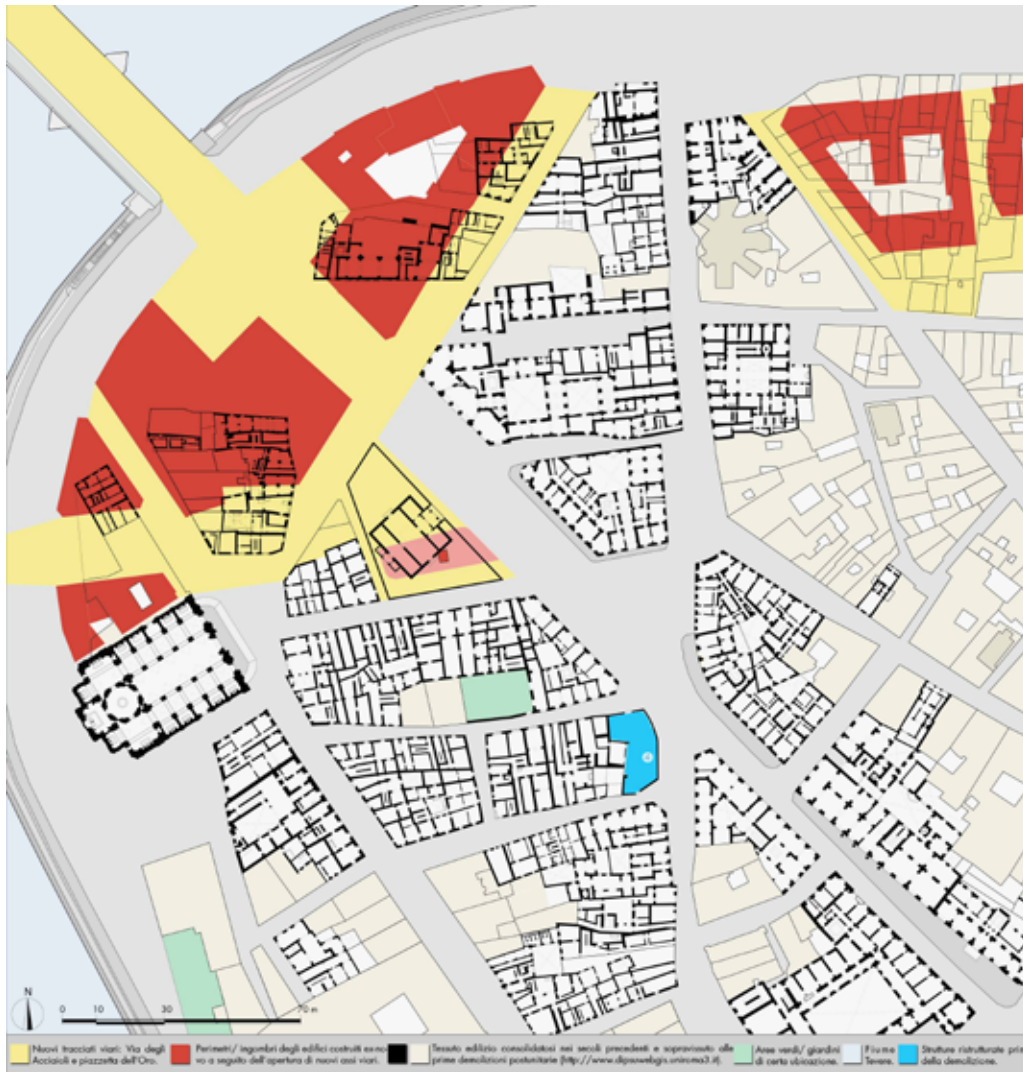 N
0 10 30 70 m
Nuovi tracciati viari: Via degli
Acciaioli e piazzetta dell'Oro.
Perimetri/ ingombri degli edifici costruiti ex-no-
vo a seguito dell'apertura di nuovi assi viari.
Tessuto edilizio consolidatosi nei secoli precedenti e sopravvissuto alle
prime demolizioni postunitarie (http://www.dipsuwebgis.uniroma3.it).
Aree verdi/ giardini
di certa ubicazione.
Fiume
Tevere.
Strutture ristrutturate prim
della demolizione.